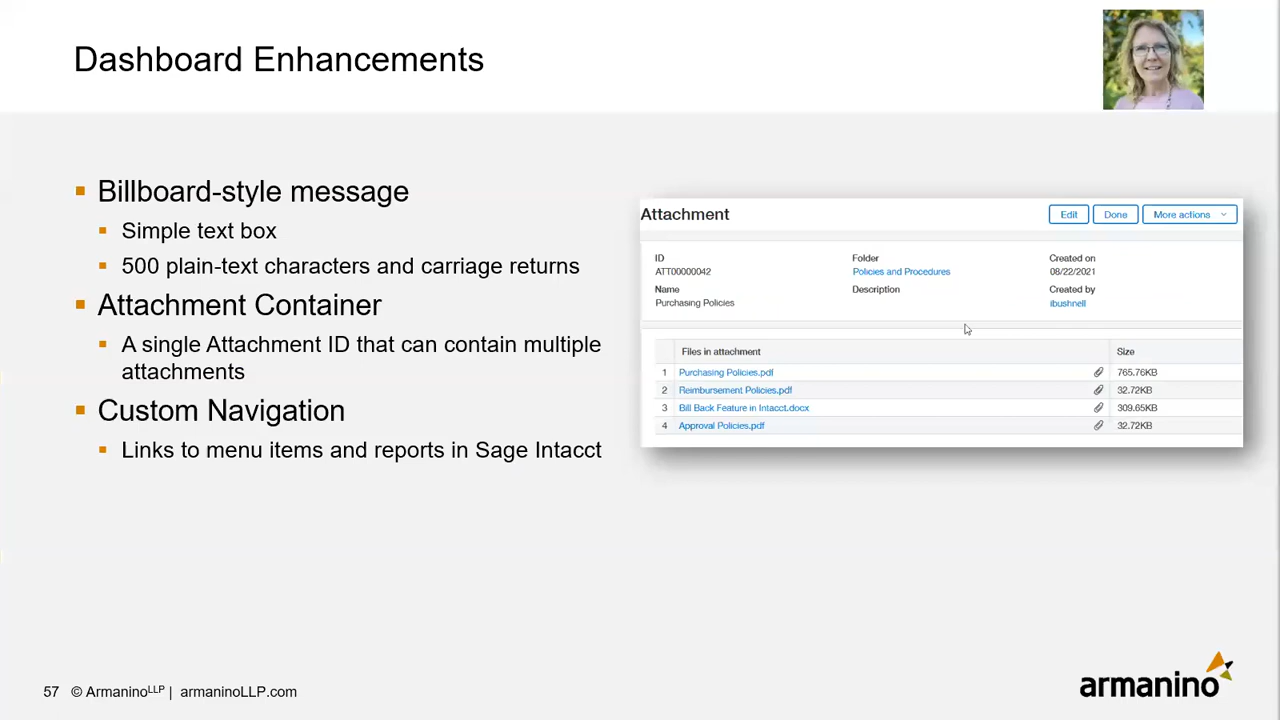 Dashboard Enhancements
Billboard-style message
Simple text box
500 plain-text characters and carriage returns
Attachment Container
A single Attachment ID that can contain multiple
attachments
Custom Navigation
Links to menu items and reports in Sage Intacct
Attachment
Edit Done More actions
ID Folder Created on
ATT00000042 Policies and Procedures 08/22/2021
Name Description Created by
Purchasing Policies ibushnell
Files in attachment Size
1 Purchasing Policies.pdf 765.76KB
2 Reimbursement Policies.pdf 32.72KB
3 Bill Back Feature in Intacct.docx 309.65KB
4 Approval Policies.pdf 32.72KB
57 © ArmaninoLLP | armaninoLLP.com
armanino